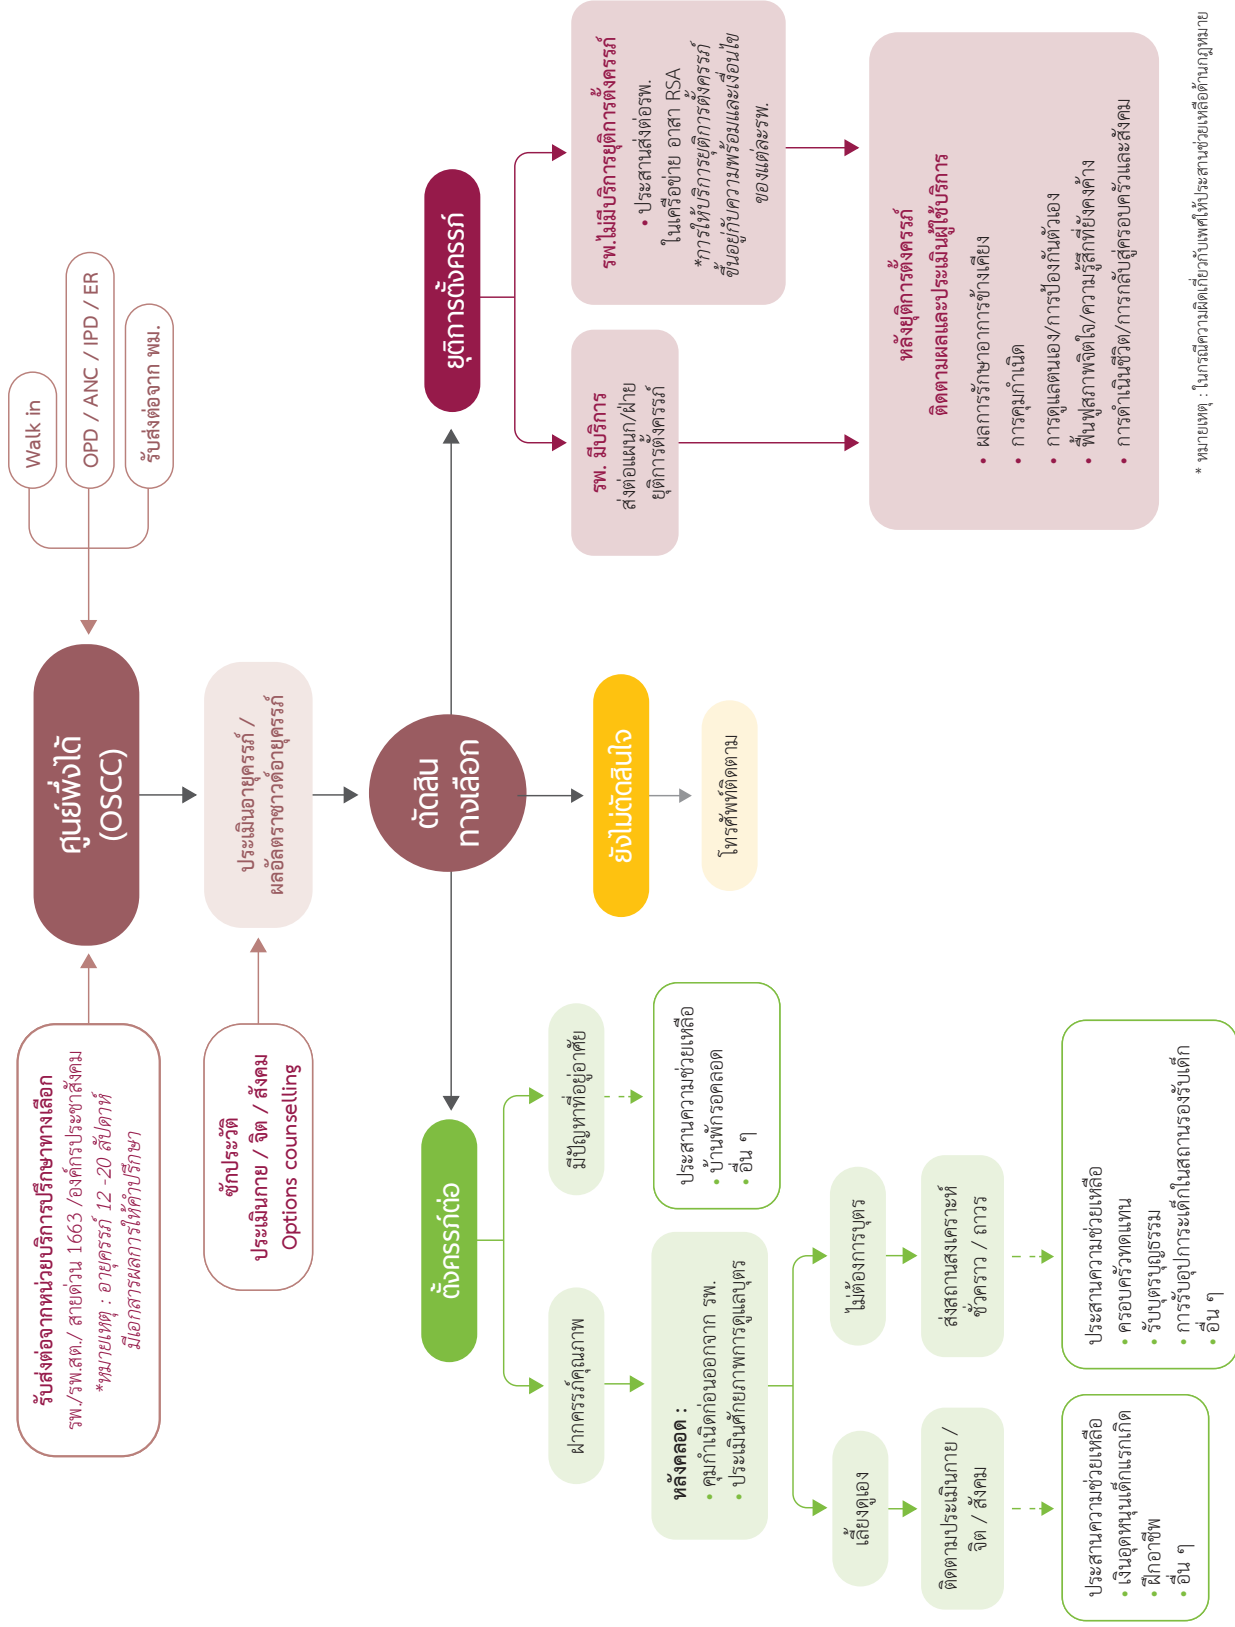 รับส่งต่อจากหน่วยบริการปรึกษาทางเลือก
รพ./รพ.สต./ สายด่วน 1663 /องค์กรประชาสังคม
*หมายเหตุ : อายุครรภ์ 12 -20 สัปดาห์
มีเอกสารผลการให้คำปรึกษา
ศูนย์พึ่งได้
(OSCC)
Walk in
OPD / ANC / IPD / ER
รับส่งต่อจาก พม.
ซักประวัติ
ประเมินกาย / จิต / สังคม
Options counselling
ประเมินอายุครรภ์ /
ผลอัลตราซาวด์อายุครรภ์
ตัดสิน
ทางเลือก
ตั้งครรภ์ต่อ
ยุติการตั้งครรภ์
ฝากครรภ์คุณภาพ
มีปัญหาที่อยู่อาศัย
ยังไม่ตัดสินใจ
รพ. มีบริการ
ส่งต่อแผนก/ฝ่าย
ยุติการตั้งครรภ์
รพ.ไม่มีบริการยุติการตั้งครรภ์
• ประสานส่งต่อรพ.
ในเครือข่าย อาสา RSA
*การให้บริการยุติการตั้งครรภ์
ขึ้นอยู่กับความพร้อมและเงื่อนไข
ของแต่ละรพ.
หลังคลอด :
• คุมกำเนิดก่อนออกจาก รพ.
• ประเมินศักยภาพการดูแลบุตร
ประสานความช่วยเหลือ
• บ้านพักรอคลอด
• อื่น ๆ
โทรศัพท์ติดตาม
เลี้ยงดูเอง
ไม่ต้องการบุตร
ติดตามประเมินกาย /
จิต / สังคม
ส่งสถานสงเคราะห์
ชั่วคราว / ถาวร
หลังยุติการตั้งครรภ์
ติดตามผลและประเมินผู้ใช้บริการ
• ผลการรักษาอาการข้างเคียง
• การคุมกำเนิด
• การดูแลตนเอง/การป้องกันตัวเอง
• ฟื้นฟูสภาพจิตใจ/ความรู้สึกที่ยังคงค้าง
• การดำเนินชีวิต/การกลับสู่ครอบครัวและสังคม
ประสานความช่วยเหลือ
• เงินอุดหนุนเด็กแรกเกิด
• ฝึกอาชีพ
• อื่น ๆ
ประสานความช่วยเหลือ
• ครอบครัวทดแทน
• รับบุตรบุญธรรม
• การรับอุปการะเด็กในสถานรองรับเด็ก
• อื่น ๆ
* หมายเหตุ : ในกรณีความผิดเกี่ยวกับเพศให้ประสานช่วยเหลือด้านกฎหมาย